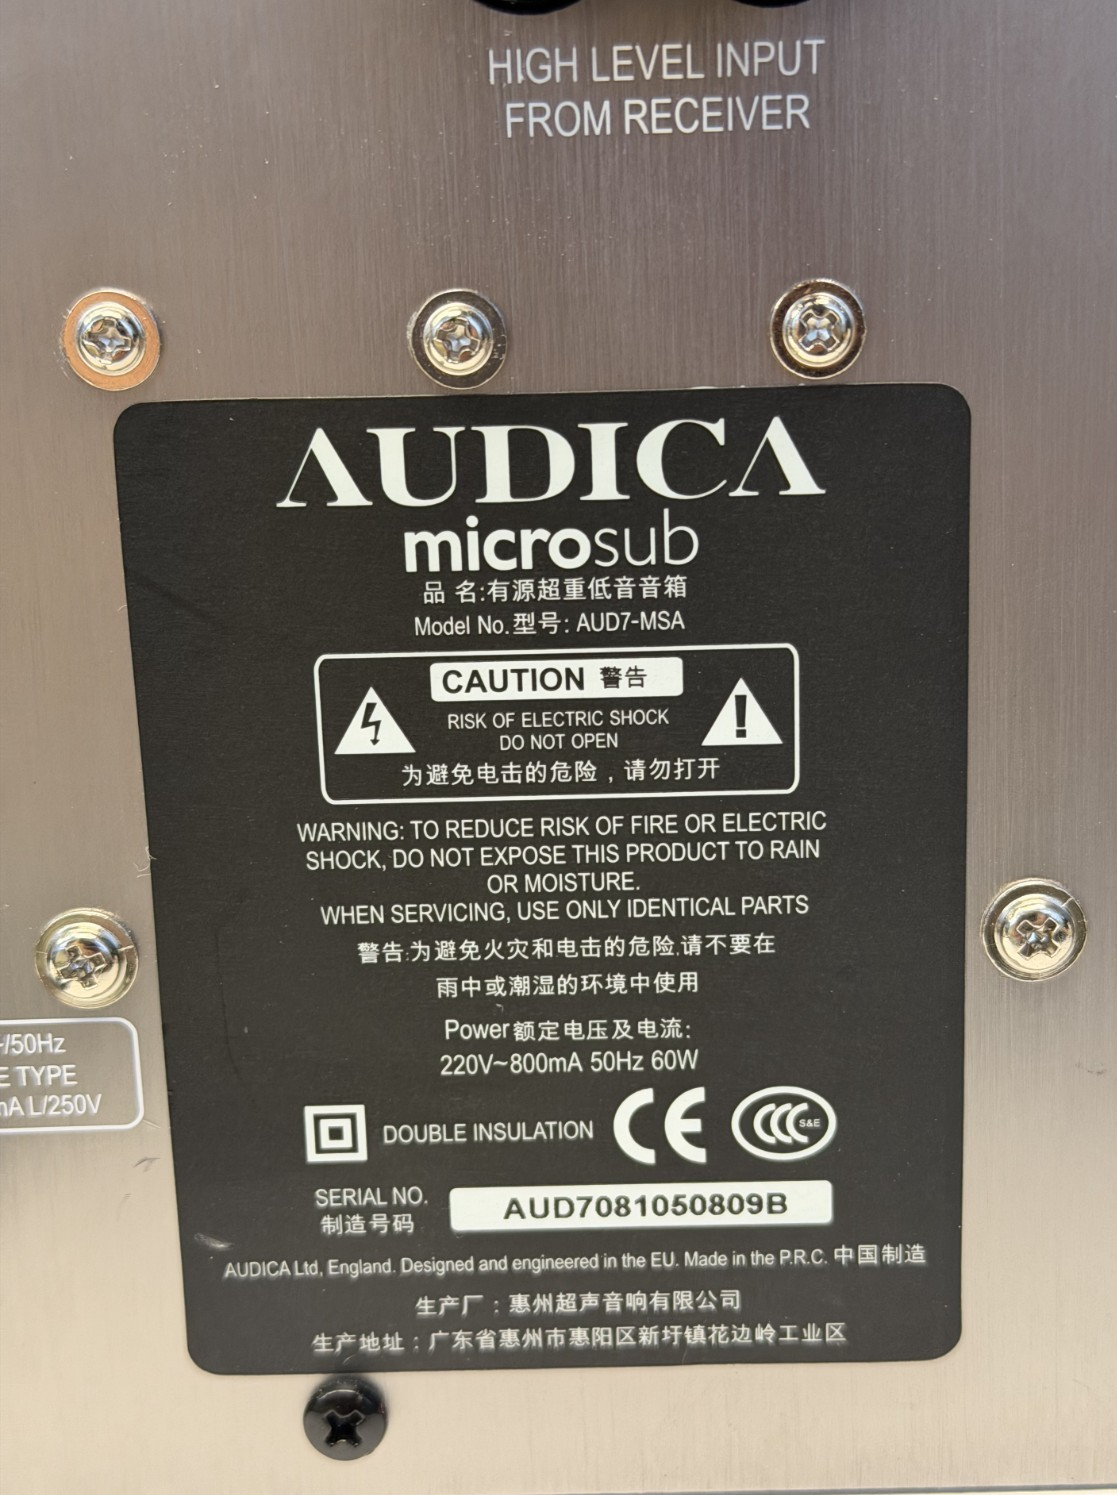 HIGH LEVEL INPUT
FROM RECEIVER
AUDICA
microsub
品 名:有源超重低音音箱
Model No.型号: AUD7-MSA
CAUTION 警告
RISK OF ELECTRIC SHOCK
DO NOT OPEN
为避免电击的危险，请勿打开
WARNING: TO REDUCE RISK OF FIRE OR ELECTRIC
SHOCK, DO NOT EXPOSE THIS PRODUCT TO RAIN
OR MOISTURE.
WHEN SERVICING, USE ONLY IDENTICAL PARTS
警告:为避免火灾和电击的危险,请不要在
雨中或潮湿的环境中使用
Power额定电压及电流:
220V~800mA 50Hz 60W
~/50Hz
E TYPE
mA L/250V
DOUBLE INSULATION CE CCC S&E
SERIAL NO.
制造号码
AUD7081050809B
AUDICA Ltd, England. Designed and engineered in the EU. Made in the P.R.C. 中国制造
生产厂：惠州超声音响有限公司
生产地址：广东省惠州市惠阳区新圩镇花边岭工业区